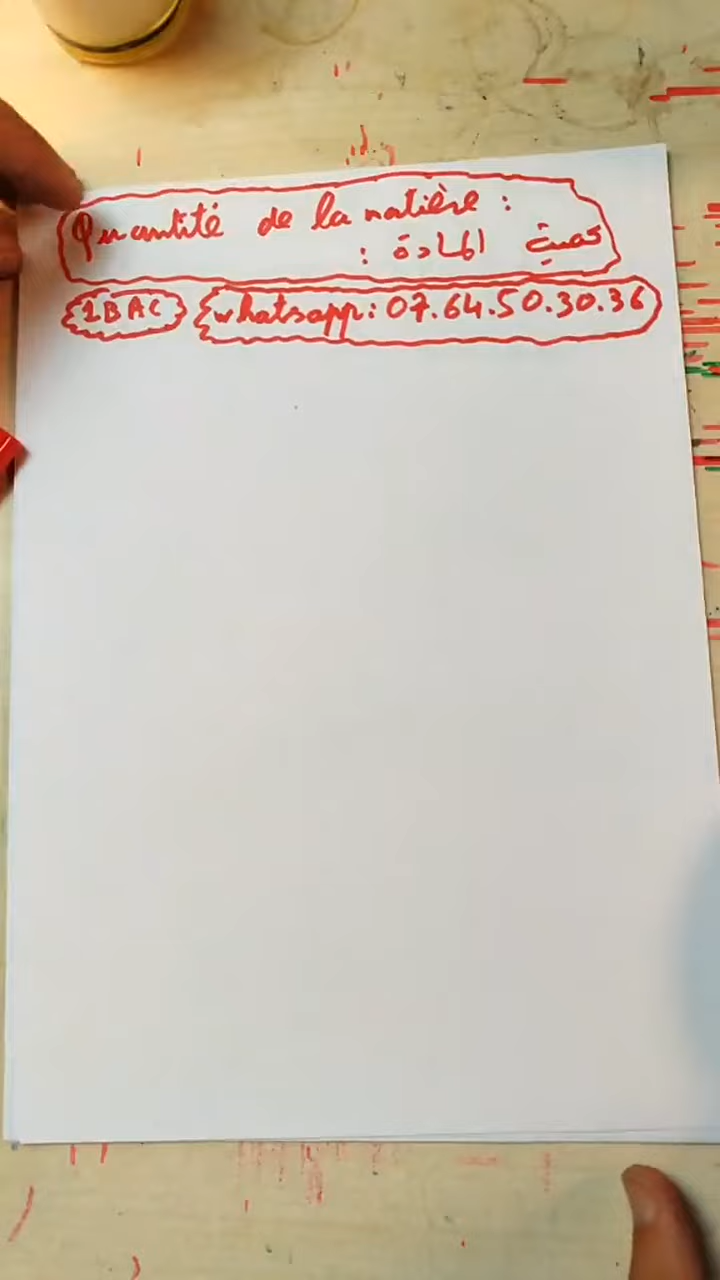 Quantité de la matière :
كمية المادة :
1BAC whatsapp: 07.64.50.30.36